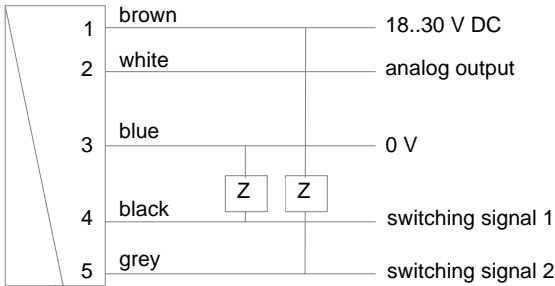 1 brown 18..30 V DC
2 white analog output
3 blue 0 V
Z Z
4 black switching signal 1
5 grey switching signal 2